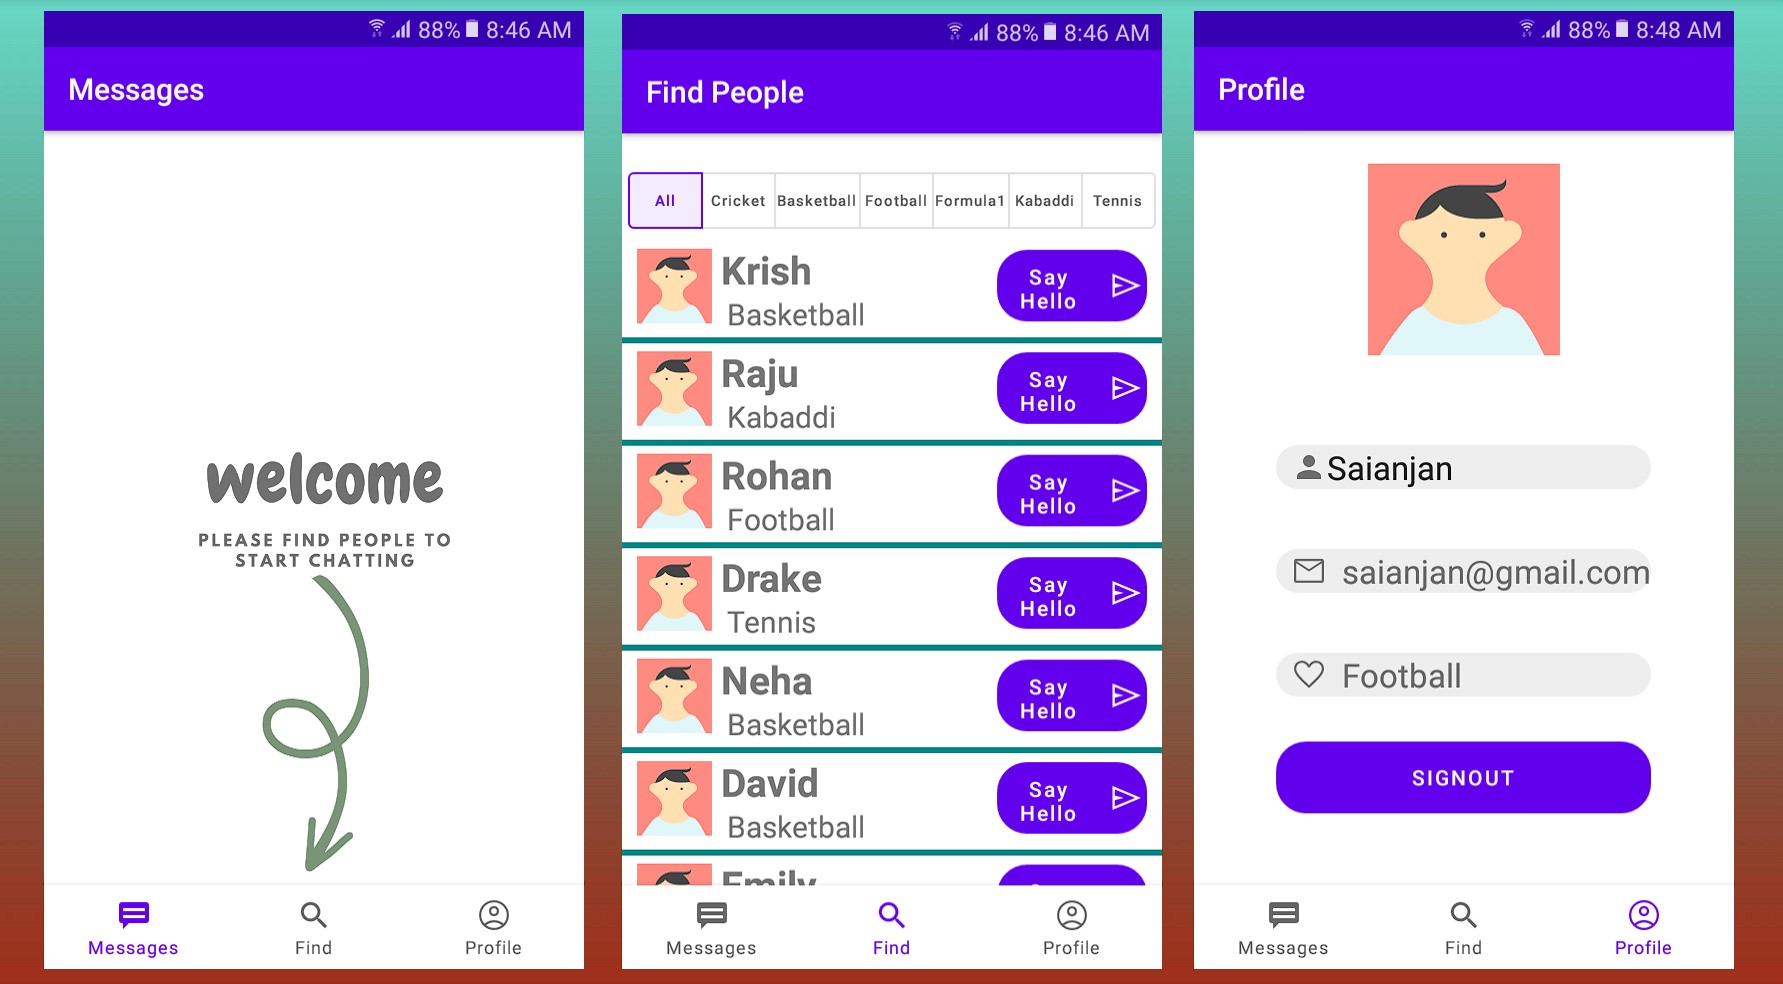 88% 8:46 AM
Messages
welcome
PLEASE FIND PEOPLE TO
START CHATTING
Messages Find Profile
88% 8:46 AM
Find People
All Cricket Basketball Football Formula1 Kabaddi Tennis
Krish
Basketball
Say
Hello
Raju
Kabaddi
Say
Hello
Rohan
Football
Say
Hello
Drake
Tennis
Say
Hello
Neha
Basketball
Say
Hello
David
Basketball
Say
Hello
Emily
Messages Find Profile
88% 8:48 AM
Profile
Saianjan
saianjan@gmail.com
Football
SIGNOUT
Messages Find Profile